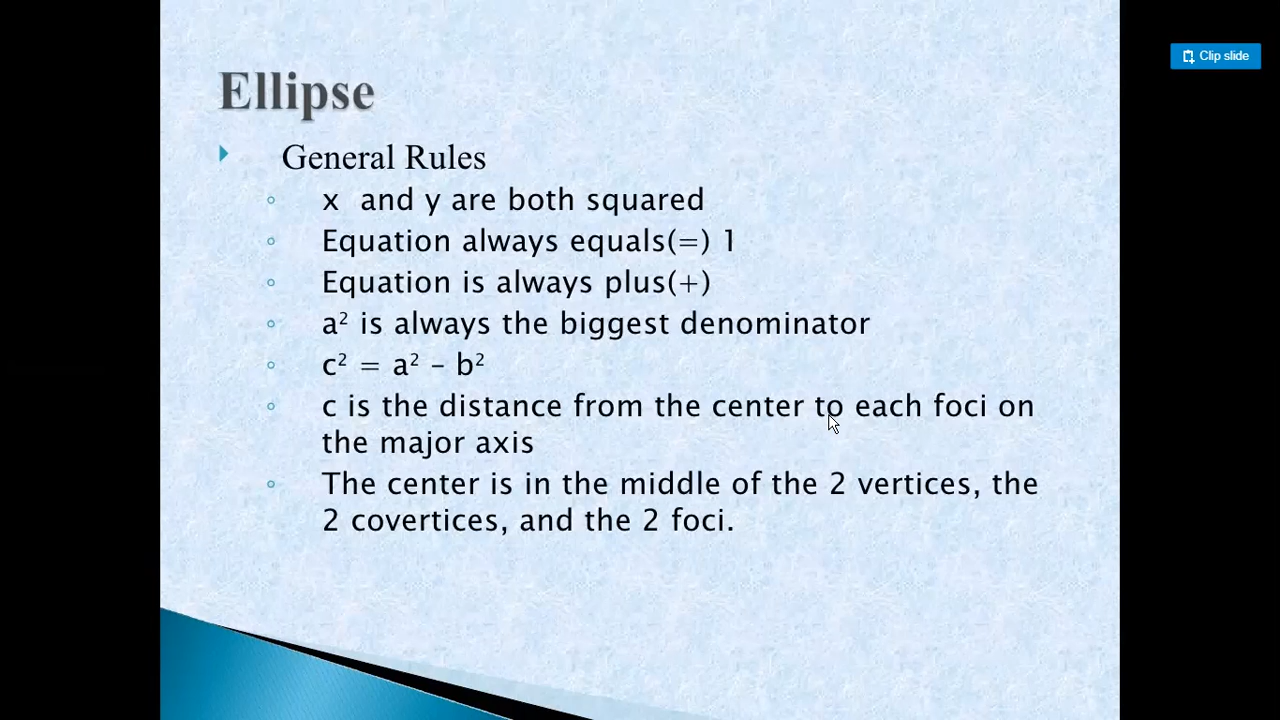 Clip slide
Ellipse
General Rules
x and y are both squared
Equation always equals(=) 1
Equation is always plus(+)
a² is always the biggest denominator
c² = a² – b²
c is the distance from the center to each foci on
the major axis
The center is in the middle of the 2 vertices, the
2 covertices, and the 2 foci.